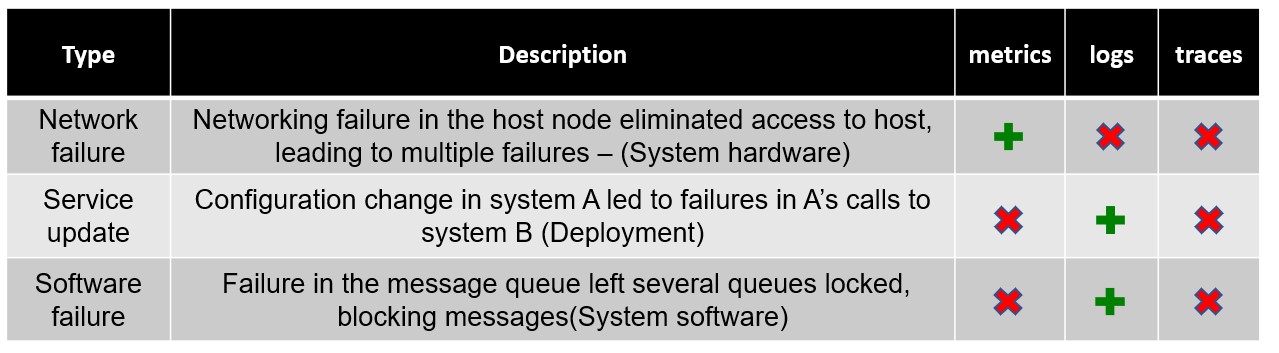 Type Description metrics logs traces
Network
failure
Networking failure in the host node eliminated access to host,
leading to multiple failures – (System hardware)
Service
update
Configuration change in system A led to failures in A’s calls to
system B (Deployment)
Software
failure
Failure in the message queue left several queues locked,
blocking messages(System software)